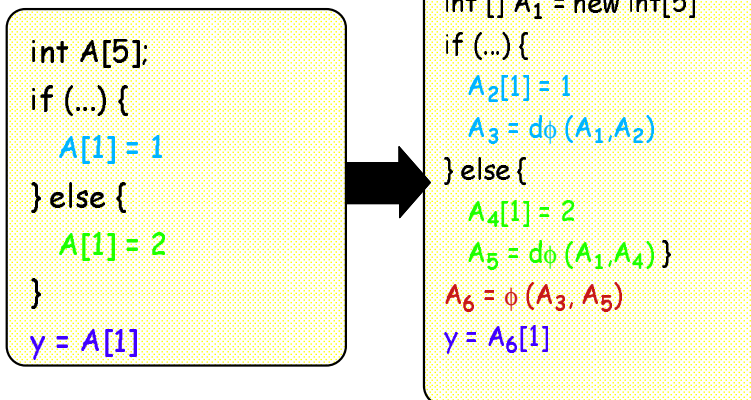 int A[5];
if (...) {
A[1] = 1
} else {
A[1] = 2
}
y = A[1]
int [] A₁ = new int[5]
if (...) {
A₂[1] = 1
A₃ = dϕ (A₁,A₂)
} else {
A₄[1] = 2
A₅ = dϕ (A₁,A₄) }
A₆ = ϕ (A₃, A₅)
y = A₆[1]